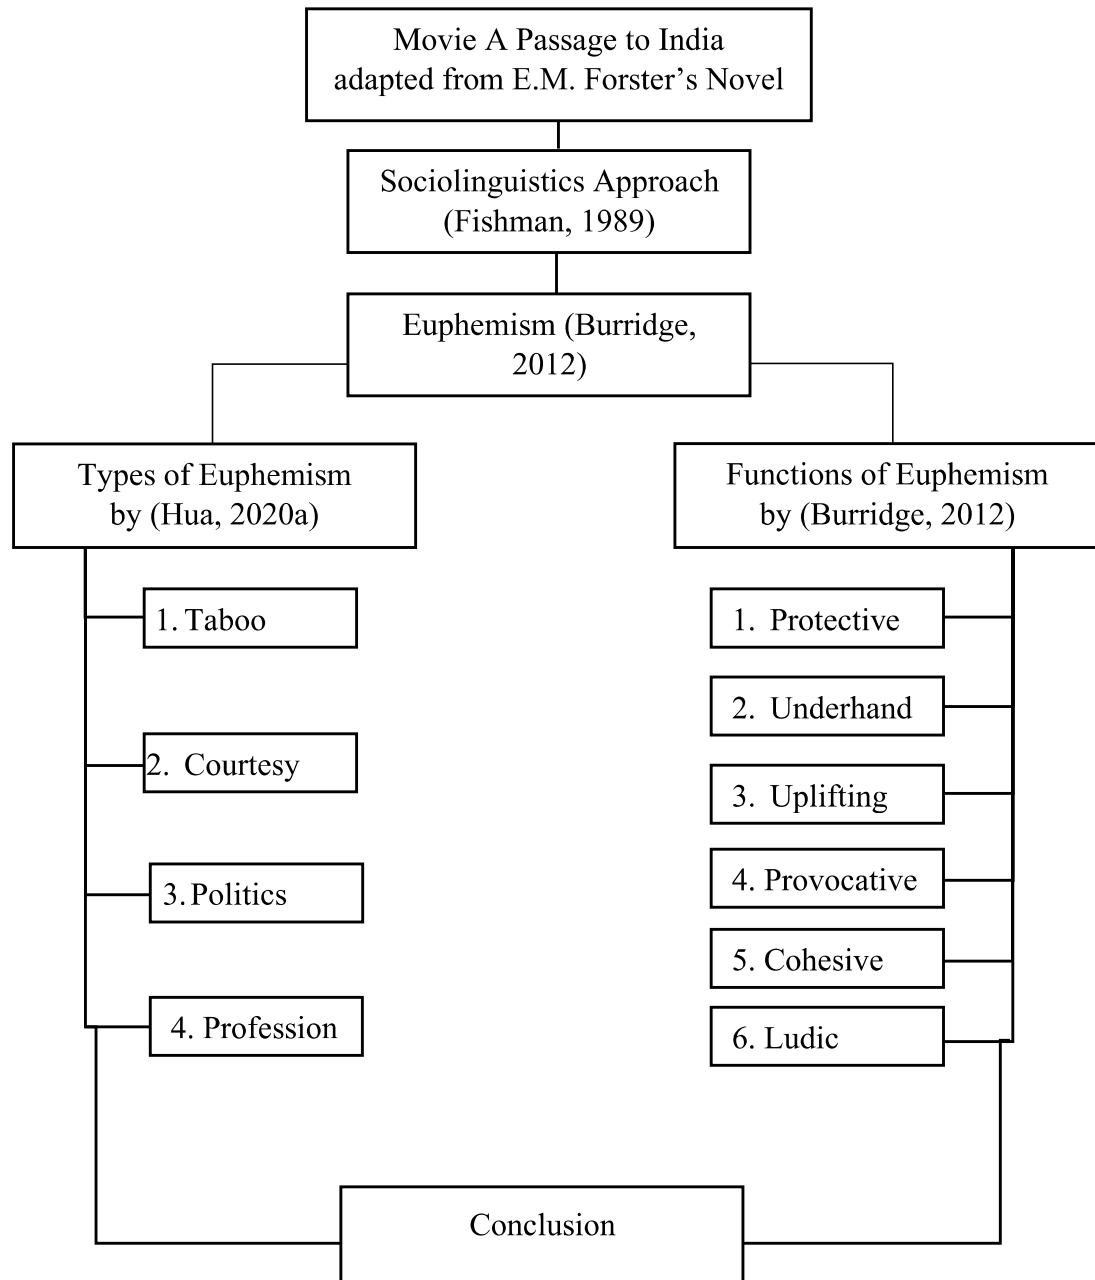 Movie A Passage to India
adapted from E.M. Forster’s Novel
Sociolinguistics Approach
(Fishman, 1989)
Euphemism (Burridge,
2012)
Types of Euphemism
by (Hua, 2020a)
Functions of Euphemism
by (Burridge, 2012)
1. Taboo
2. Courtesy
3. Politics
4. Profession
1. Protective
2. Underhand
3. Uplifting
4. Provocative
5. Cohesive
6. Ludic
Conclusion